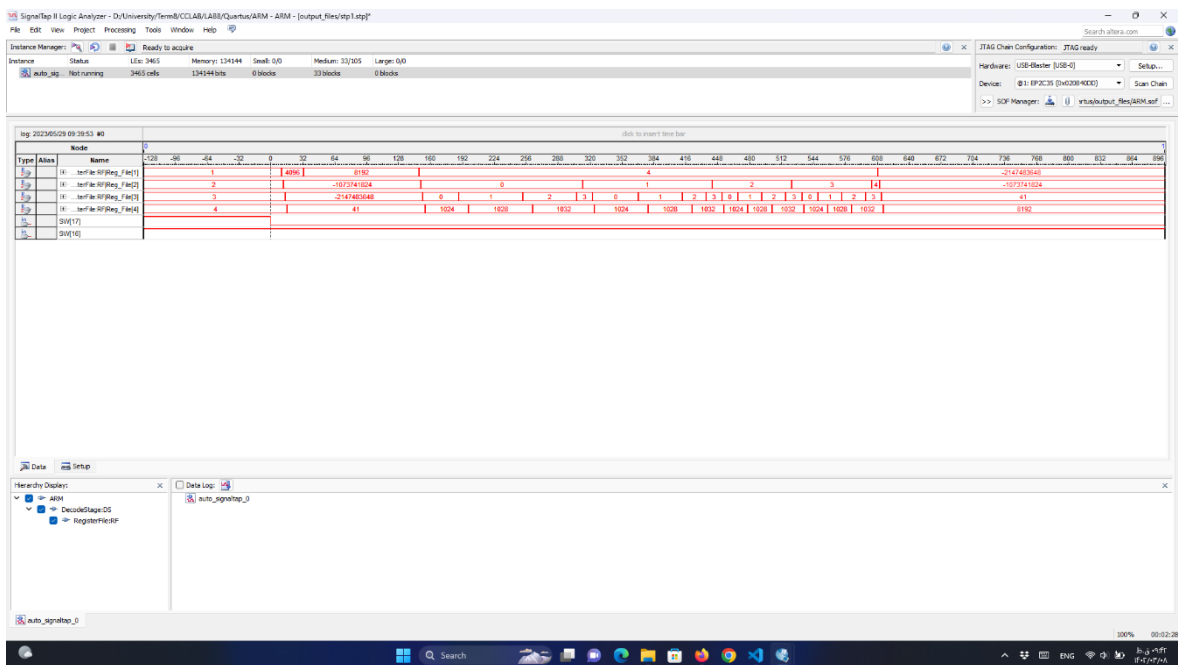 SignalTap II Logic Analyzer - D:/University/Term8/CCLAB/LAB8/Quartus/ARM - ARM - [output_files/stp1.stp]*
File Edit View Project Processing Tools Window Help
Search altera.com
Instance Manager: Ready to acquire
JTAG Chain Configuration: JTAG ready
Instance Status LEs: 3465 Memory: 134144 Small: 0/0 Medium: 33/105 Large: 0/0
auto_sig... Not running 3465 cells 134144 bits 0 blocks 33 blocks 0 blocks
Hardware: USB-Blaster [USB-0] Setup...
Device: @1: EP2C35 (0x020B40DD) Scan Chain
>> SOF Manager: artus/output_files/ARM.sof ...
log: 2023/05/29 09:39:53 #0 click to insert time bar
Node 0 1
Type Alias Name -128 -96 -64 -32 0 32 64 96 128 160 192 224 256 288 320 352 384 416 448 480 512 544 576 608 640 672 704 736 768 800 832 864 896
...terFile:RF|Reg_File[1] 1 4096 8192 4 -2147483648
...terFile:RF|Reg_File[2] 2 -1073741824 0 1 2 3 4 -1073741824
...terFile:RF|Reg_File[3] 3 -2147483648 0 1 2 3 0 1 2 3 0 1 2 3 0 1 2 3 41
...terFile:RF|Reg_File[4] 4 41 1024 1028 1032 1024 1028 1032 1024 1028 1032 1024 1028 1032 8192
SW[17]
SW[16]
Data Setup
Hierarchy Display: Data Log:
ARM auto_signaltap_0
DecodeStage:DS
RegisterFile:RF
auto_signaltap_0
100% 00:02:28
Search ENG